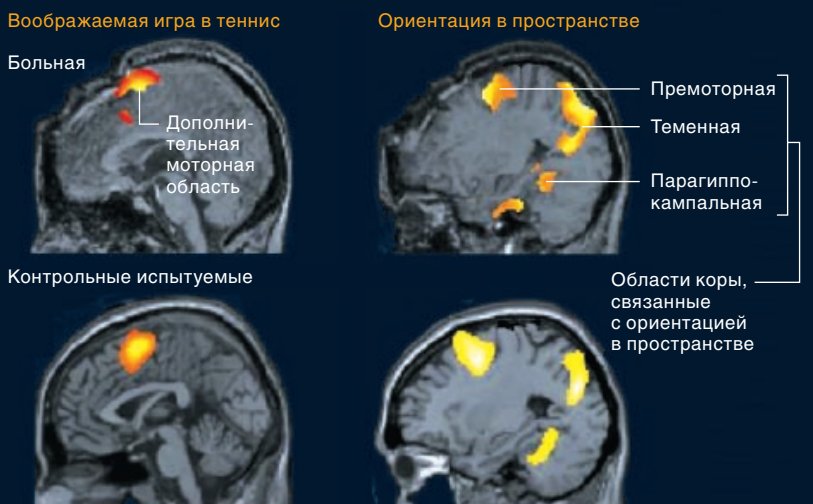 Воображаемая игра в теннис
Ориентация в пространстве
Больная
Дополни-
тельная
моторная
область
Премоторная
Теменная
Парагиппо-
кампальная
Контрольные испытуемые
Области коры,
связанные
с ориентацией
в пространстве